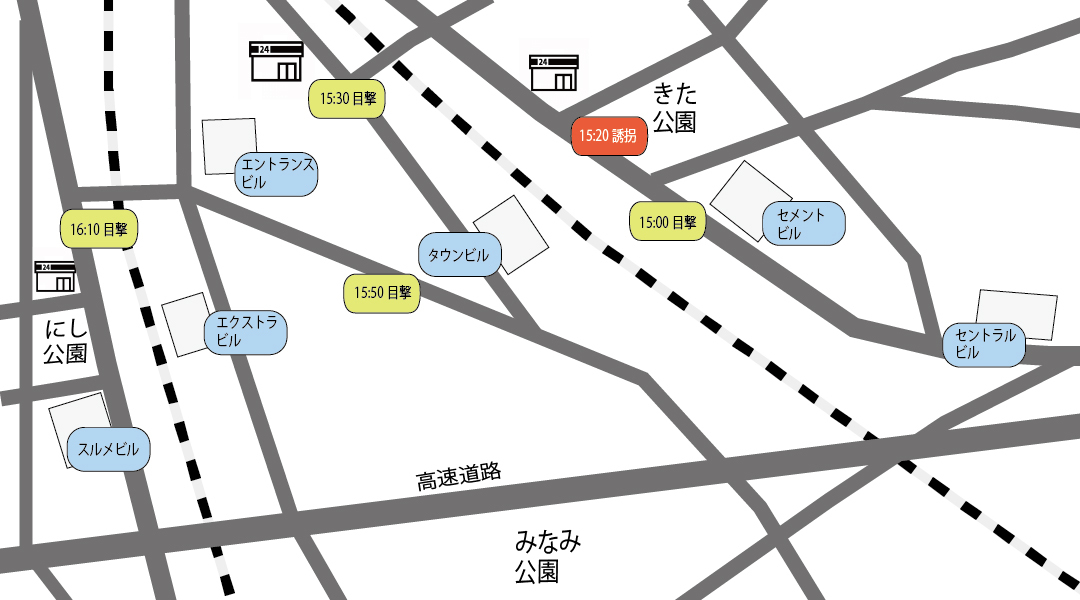 24
24
15:30 目撃
きた
公園
15:20 誘拐
エントランス
ビル
16:10 目撃
15:00 目撃
セメント
ビル
タウンビル
24
15:50 目撃
にし
公園
エクストラ
ビル
セントラル
ビル
スルメビル
高速道路
みなみ
公園